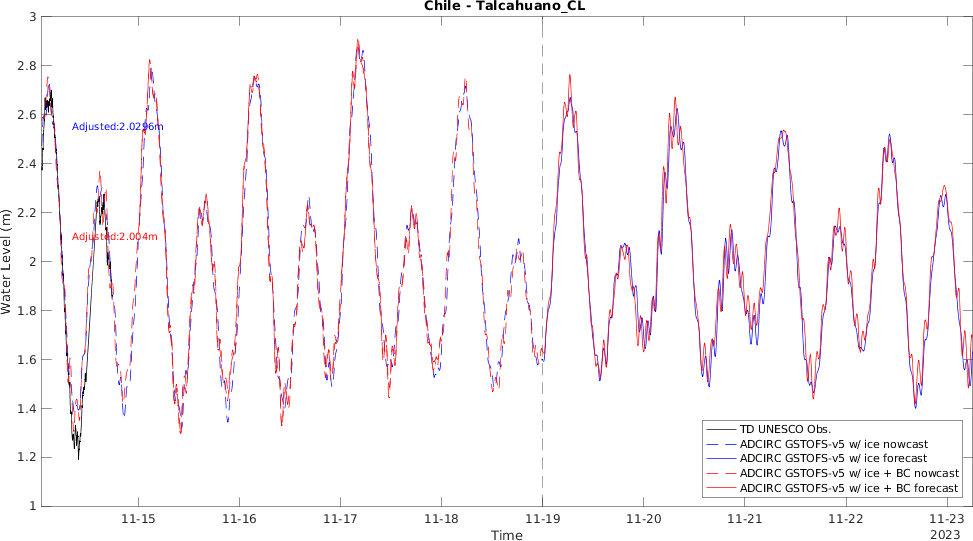 Chile - Talcahuano_CL
3
2.8
2.6
2.4
2.2
2
1.8
1.6
1.4
1.2
1
Water Level (m)
Adjusted:2.0296m
Adjusted:2.004m
TD UNESCO Obs.
ADCIRC GSTOFS-v5 w/ ice nowcast
ADCIRC GSTOFS-v5 w/ ice forecast
ADCIRC GSTOFS-v5 w/ ice + BC nowcast
ADCIRC GSTOFS-v5 w/ ice + BC forecast
11-15 11-16 11-17 11-18 11-19 11-20 11-21 11-22 11-23
2023
Time